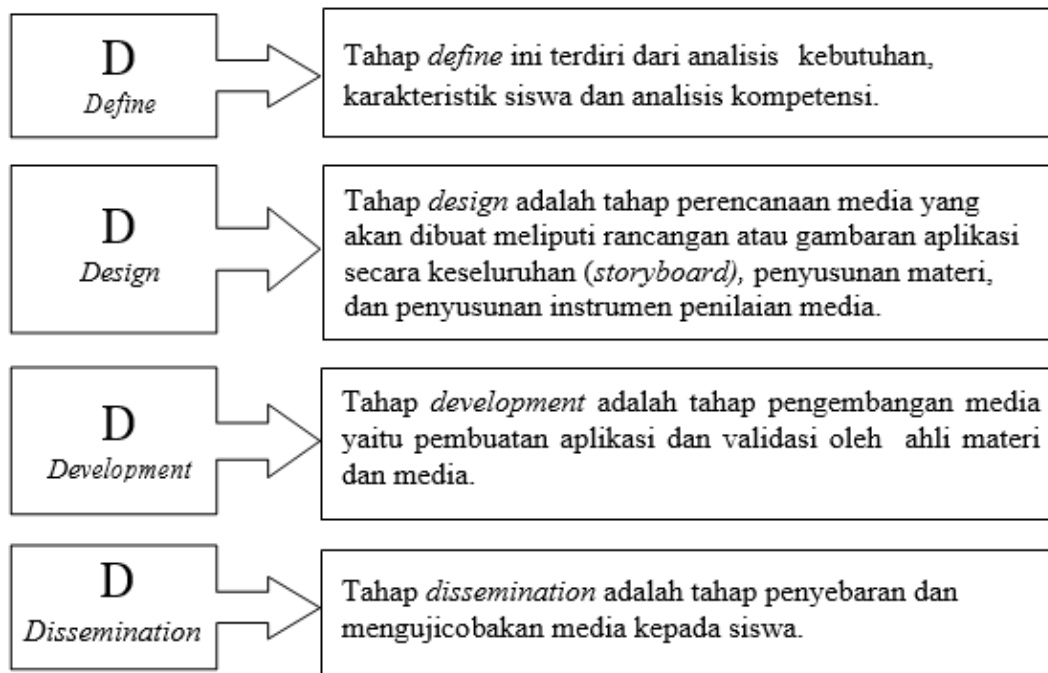 D
Define
Tahap define ini terdiri dari analisis kebutuhan,
karakteristik siswa dan analisis kompetensi.
D
Design
Tahap design adalah tahap perencanaan media yang
akan dibuat meliputi rancangan atau gambaran aplikasi
secara keseluruhan (storyboard), penyusunan materi,
dan penyusunan instrumen penilaian media.
D
Development
Tahap development adalah tahap pengembangan media
yaitu pembuatan aplikasi dan validasi oleh ahli materi
dan media.
D
Dissemination
Tahap dissemination adalah tahap penyebaran dan
mengujicobakan media kepada siswa.